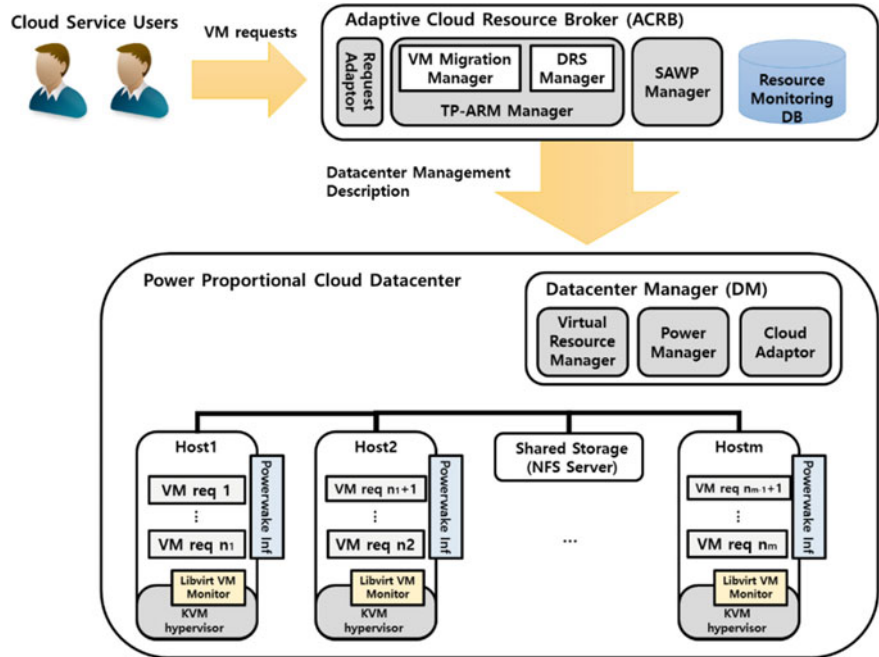 Cloud Service Users
VM requests
Adaptive Cloud Resource Broker (ACRB)
Request
Adaptor
VM Migration
Manager
DRS
Manager
TP-ARM Manager
SAWP
Manager
Resource
Monitoring
DB
Datacenter Management
Description
Power Proportional Cloud Datacenter
Datacenter Manager (DM)
Virtual
Resource
Manager
Power
Manager
Cloud
Adaptor
Host1
VM req 1
⋮
VM req n₁
Powerwake Inf
Libvirt VM
Monitor
KVM
hypervisor
Host2
VM req n₁+1
⋮
VM req n2
Powerwake Inf
Libvirt VM
Monitor
KVM
hypervisor
Shared Storage
(NFS Server)
...
Hostm
VM req nₘ₋₁+1
⋮
VM req nₘ
Powerwake Inf
Libvirt VM
Monitor
KVM
hypervisor